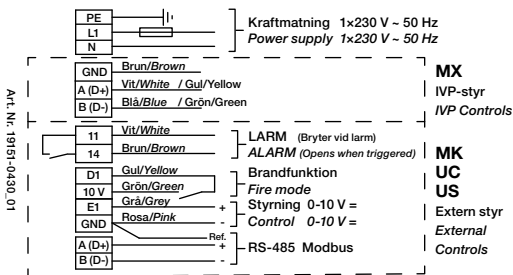 PE
L1
N
Kraftmatning 1×230 V ~ 50 Hz
Power supply 1×230 V ~ 50 Hz
GND Brun/Brown
A (D+) Vit/White / Gul/Yellow
B (D-) Blå/Blue / Grön/Green
MX
IVP-styr
IVP Controls
Art. Nr. 19151-0430_01
11 Vit/White
14 Brun/Brown
LARM (Bryter vid larm)
ALARM (Opens when triggered)
D1 Gul/Yellow
10 V Grön/Green
Brandfunktion
Fire mode
E1 Grå/Grey +
GND Rosa/Pink -
Styrning 0-10 V =
Control 0-10 V =
Ref.
A (D+) +
B (D-) -
RS-485 Modbus
MK
UC
US
Extern styr
External
Controls